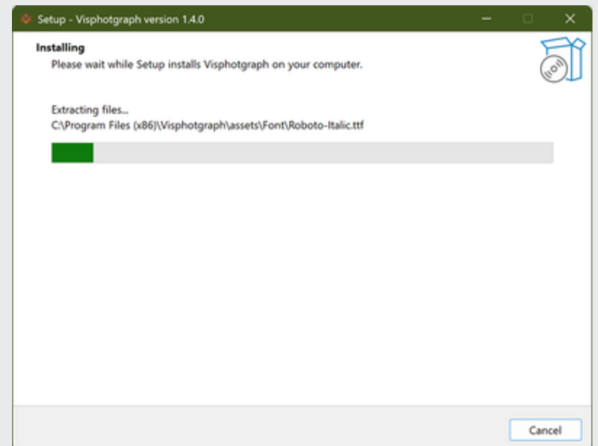 Setup - Visphotgraph version 1.4.0
Installing
Please wait while Setup installs Visphotgraph on your computer.
Extracting files...
C:\Program Files (x86)\Visphotgraph\assets\Font\Roboto-Italic.ttf
Cancel